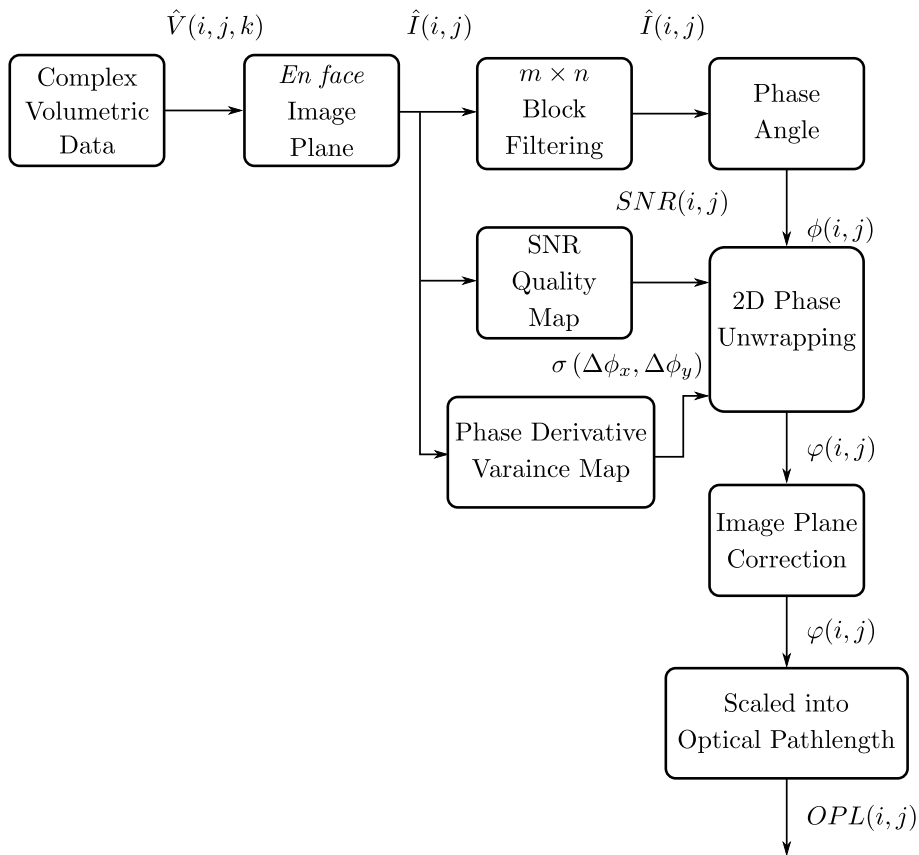 V̂(i, j, k)
Î(i, j)
Î(i, j)
Complex
Volumetric
Data
En face
Image
Plane
m × n
Block
Filtering
Phase
Angle
SNR(i, j)
ϕ(i, j)
SNR
Quality
Map
2D Phase
Unwrapping
σ (Δϕx, Δϕy)
Phase Derivative
Varaince Map
φ(i, j)
Image Plane
Correction
φ(i, j)
Scaled into
Optical Pathlength
OPL(i, j)